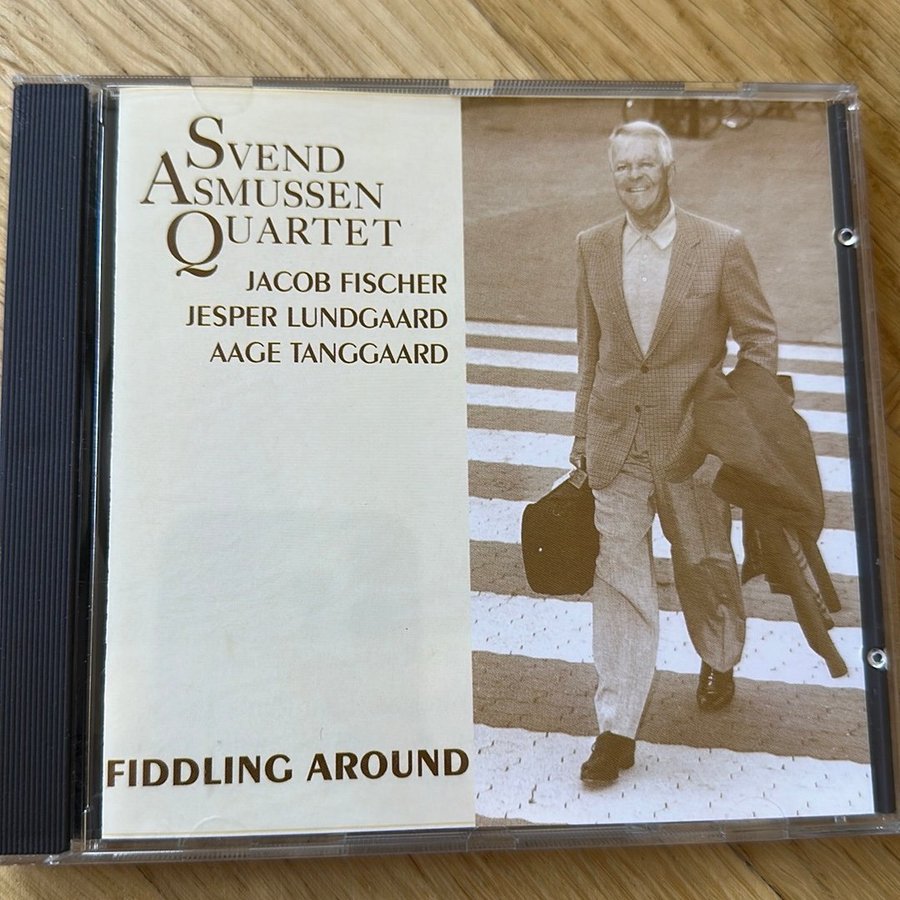 SVEND
ASMUSSEN
QUARTET
JACOB FISCHER
JESPER LUNDGAARD
AAGE TANGGAARD
FIDDLING AROUND